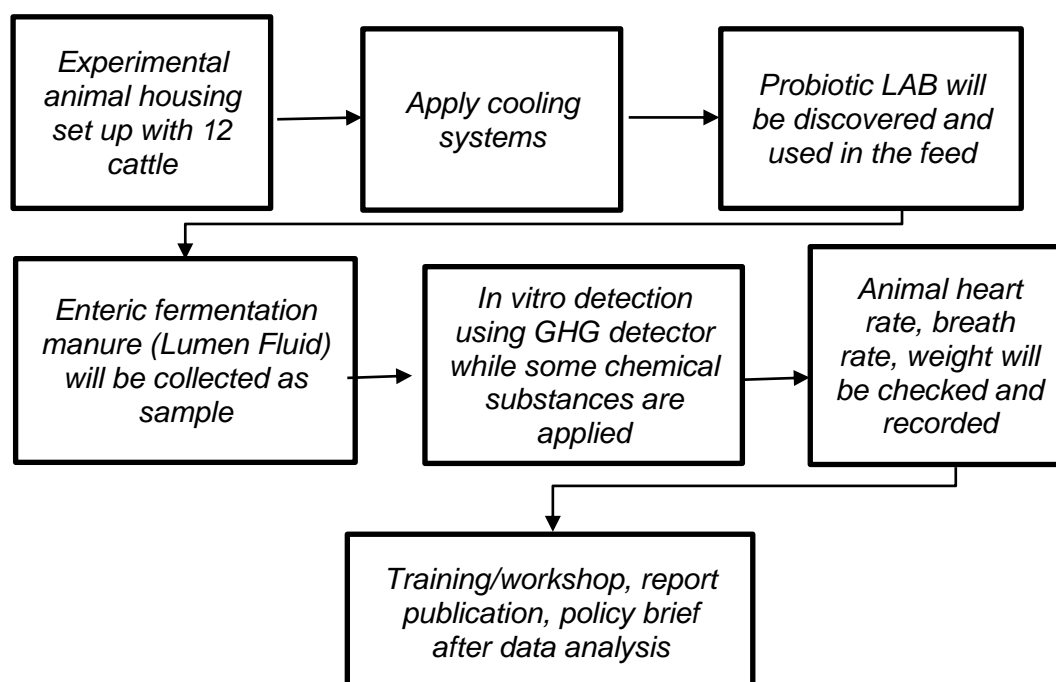 Experimental
animal housing
set up with 12
cattle
Apply cooling
systems
Probiotic LAB will
be discovered and
used in the feed
Enteric fermentation
manure (Lumen Fluid)
will be collected as
sample
In vitro detection
using GHG detector
while some chemical
substances are
applied
Animal heart
rate, breath
rate, weight will
be checked and
recorded
Training/workshop, report
publication, policy brief
after data analysis